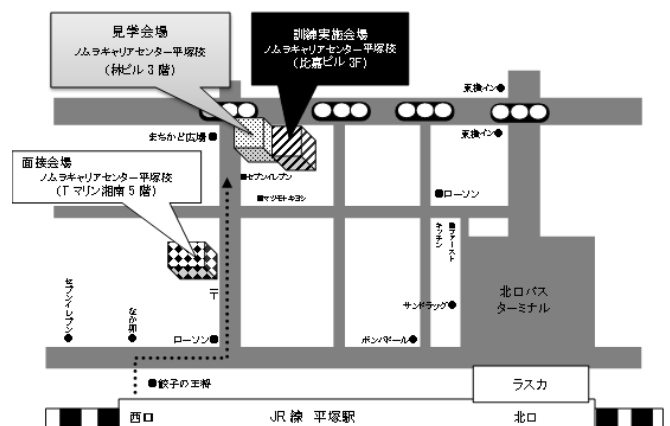 見学会場
ノムラキャリアセンター平塚校
(林ビル 3 階)
訓練実施会場
ノムラキャリアセンター平塚校
(比嘉ビル 3F)
東横イン
まちかど広場
東横イン
面接会場
ノムラキャリアセンター平塚校
(T マリン湘南 5 階)
セブンイレブン
マツモトキヨシ
ローソン
ファースト
キッチン
〒
北口バス
ターミナル
セブンイレブン
なか卯
サンドラッグ
ローソン
ポンパドール
餃子の王将
ラスカ
西口
JR 線 平塚駅
北口